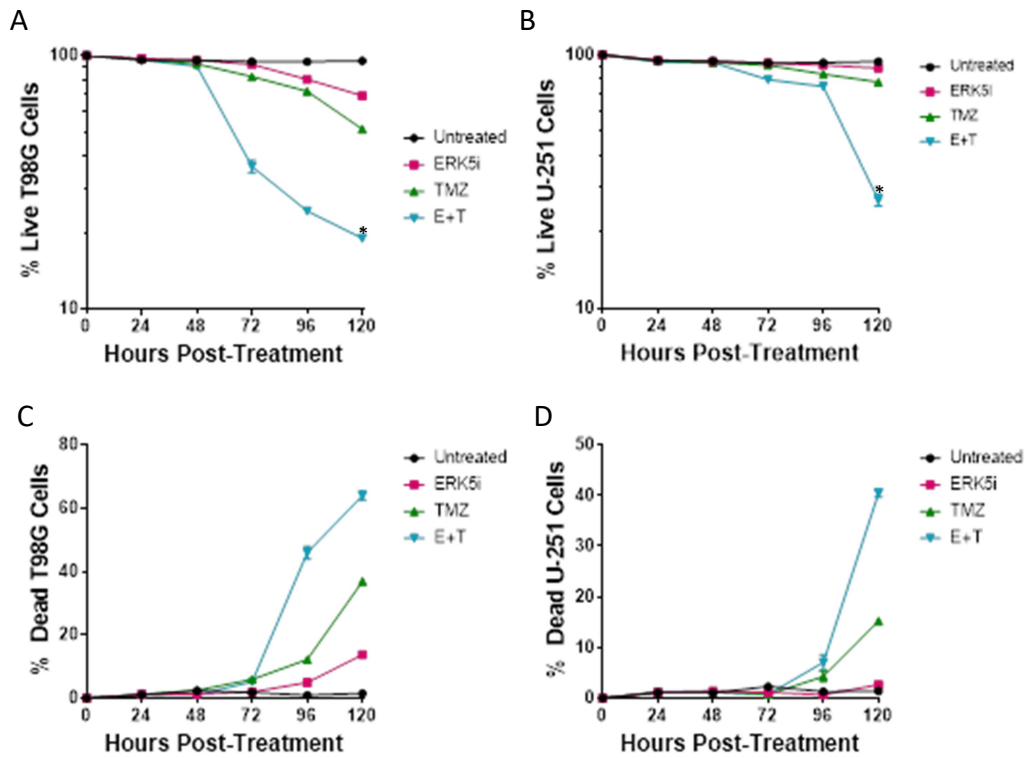 A
% Live T98G Cells
100
10
0 24 48 72 96 120
Hours Post-Treatment
*
Untreated
ERK5i
TMZ
E+T
B
% Live U-251 Cells
100
10
0 24 48 72 96 120
Hours Post-Treatment
*
Untreated
ERK5i
TMZ
E+T
C
% Dead T98G Cells
80
60
40
20
0
0 24 48 72 96 120
Hours Post-Treatment
Untreated
ERK5i
TMZ
E+T
D
% Dead U-251 Cells
50
40
30
20
10
0
0 24 48 72 96 120
Hours Post-Treatment
Untreated
ERK5i
TMZ
E+T